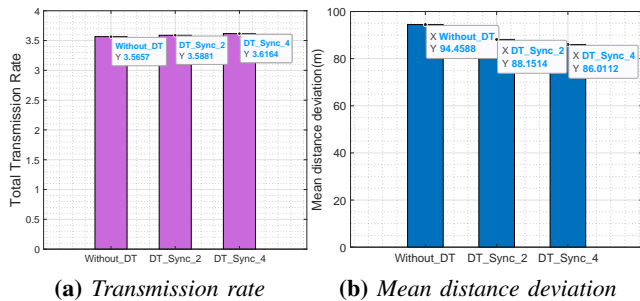 Total Transmission Rate
4
3.5
3
2.5
2
1.5
1
0.5
0
Without_DT
Y 3.5657
DT_Sync_2
Y 3.5881
DT_Sync_4
Y 3.6164
Without_DT DT_Sync_2 DT_Sync_4
(a) Transmission rate
Mean distance deviation(m)
100
80
60
40
20
0
X Without_DT
Y 94.4588
X DT_Sync_2
Y 88.1514
X DT_Sync_4
Y 86.0112
Without_DT DT_Sync_2 DT_Sync_4
(b) Mean distance deviation